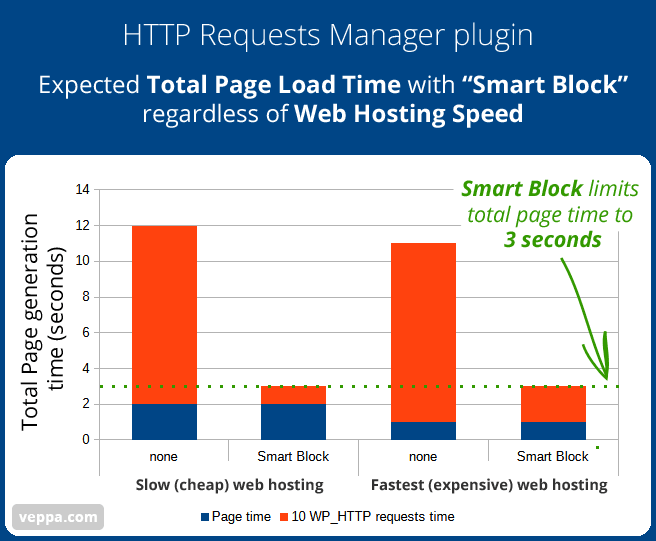 HTTP Requests Manager plugin
Expected Total Page Load Time with “Smart Block”
regardless of Web Hosting Speed
Smart Block limits
total page time to
3 seconds
Total Page generation
time (seconds)
14
12
10
8
6
4
2
0
none
Smart Block
none
Smart Block
Slow (cheap) web hosting
Fastest (expensive) web hosting
veppa.com
Page time
10 WP_HTTP requests time